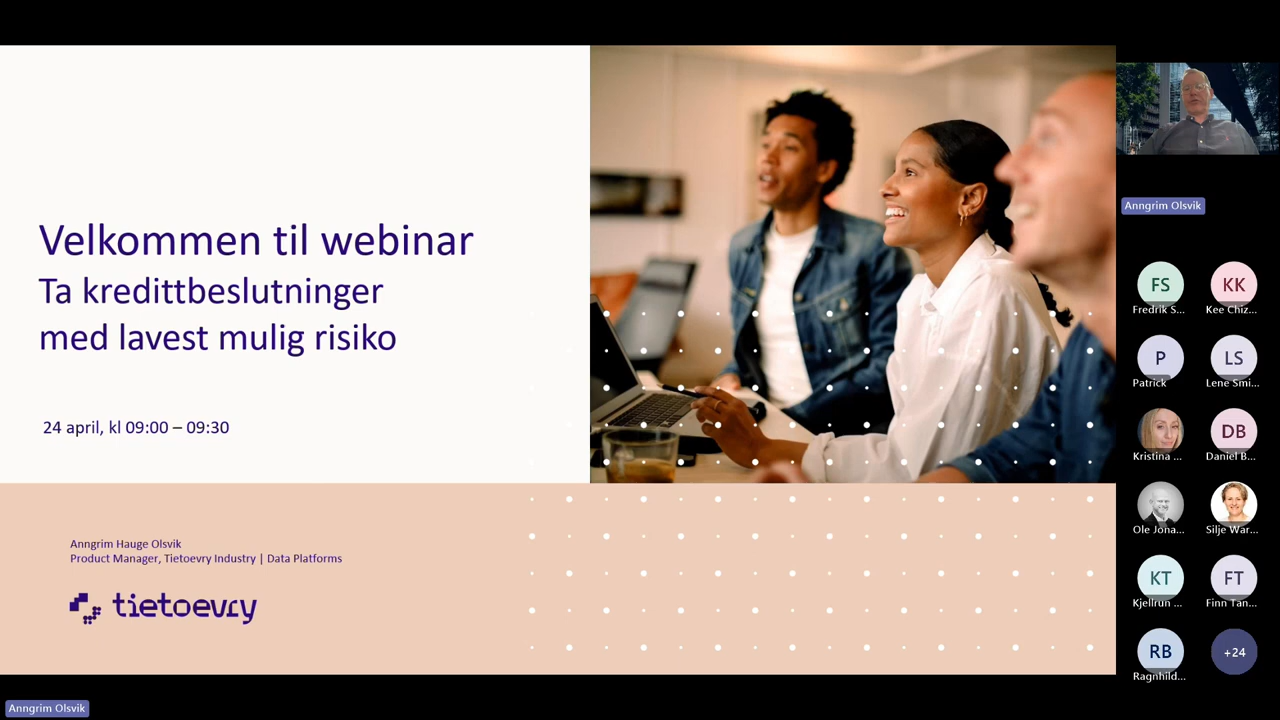 Velkommen til webinar
Ta kredittbeslutninger
med lavest mulig risiko
24 april, kl 09:00 – 09:30
Anngrim Hauge Olsvik
Product Manager, Tietoevry Industry | Data Platforms
tietoevry
Anngrim Olsvik
Anngrim Olsvik
FS
Fredrik S...
KK
Kee Chiz...
P
Patrick
LS
Lene Smi...
Kristina ...
DB
Daniel B...
Ole Jona...
Silje War...
KT
Kjellrun ...
FT
Finn Tan...
RB
Ragnhild...
+24